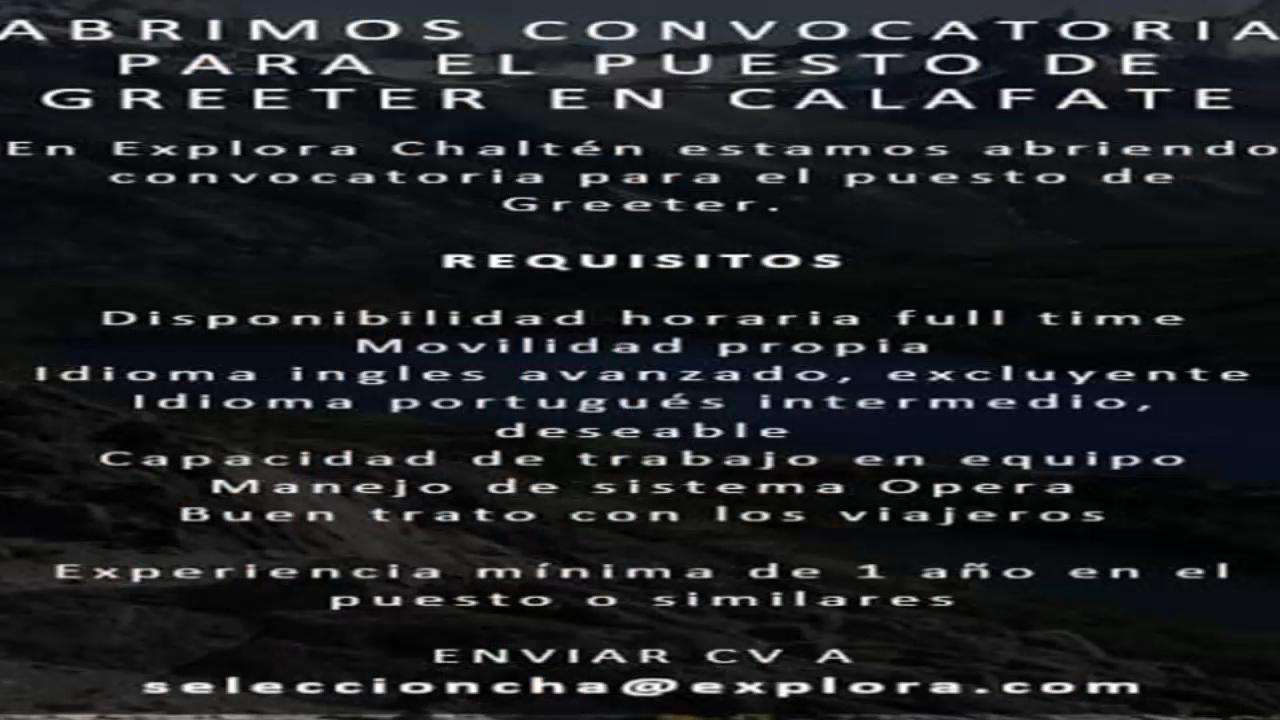 ABRIMOS CONVOCATORIA
PARA EL PUESTO DE
GREETER EN CALAFATE
En Explora Chaltén estamos abriendo
convocatoria para el puesto de
Greeter.
REQUISITOS
Disponibilidad horaria full time
Movilidad propia
Idioma ingles avanzado, excluyente
Idioma portugués intermedio,
deseable
Capacidad de trabajo en equipo
Manejo de sistema Opera
Buen trato con los viajeros
Experiencia mínima de 1 año en el
puesto o similares
ENVIAR CV A
seleccioncha@explora.com